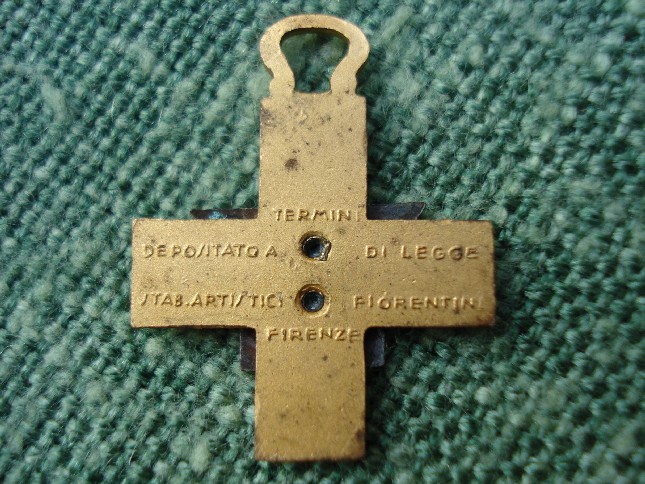 TERMINI
DEPOSITATO A DI LEGGE
STAB. ARTISTICI FIORENTINI
FIRENZE